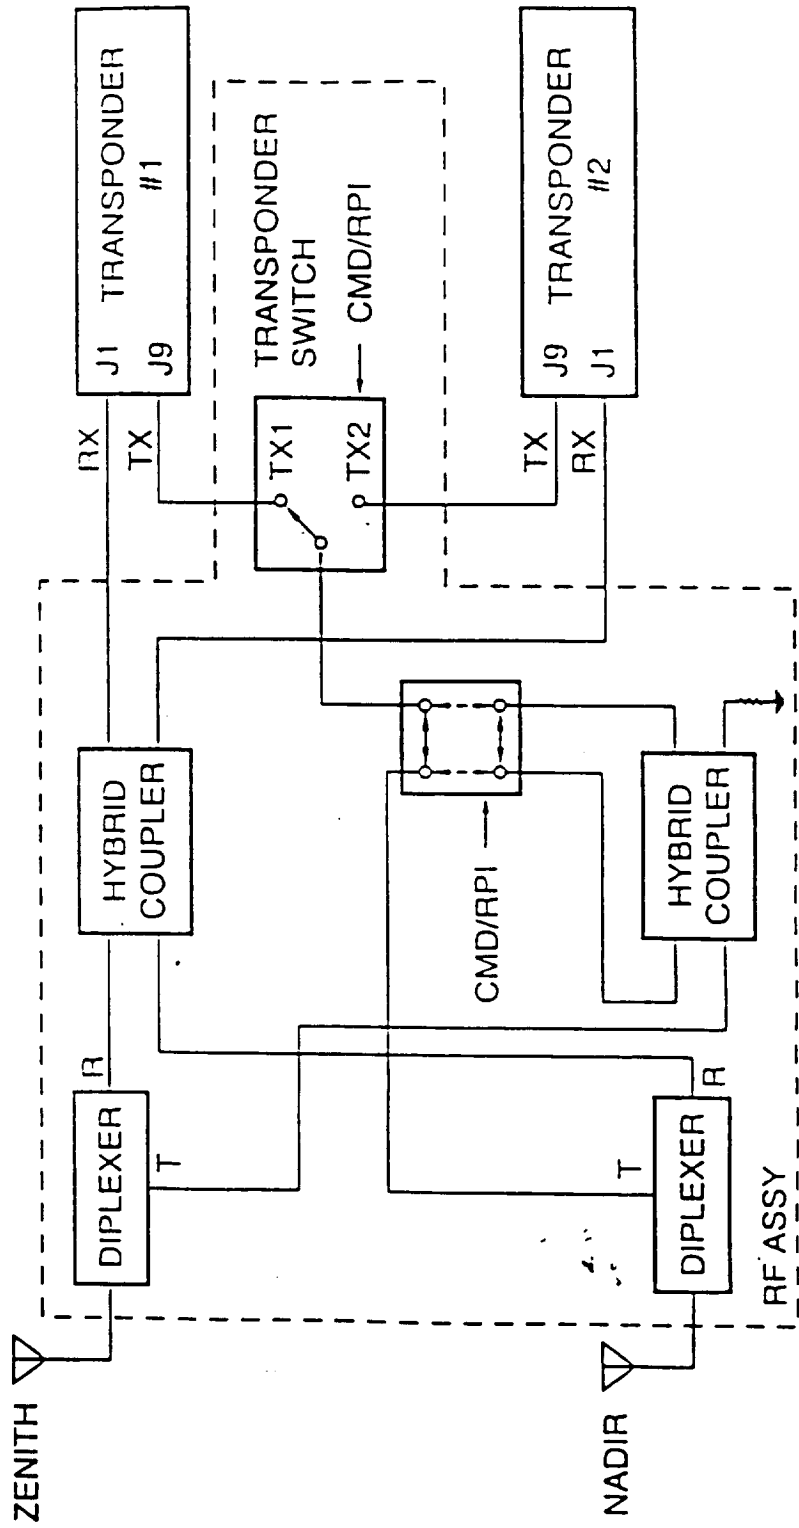 ZENITH
NADIR
DIPLEXER
R
T
DIPLEXER
T
R
RF ASSY
HYBRID
COUPLER
HYBRID
COUPLER
CMD/RPI
TRANSPONDER
SWITCH
CMD/RPI
TX1
TX2
RX
TX
J1
J9
TRANSPONDER
#1
TX
RX
J9
J1
TRANSPONDER
#2